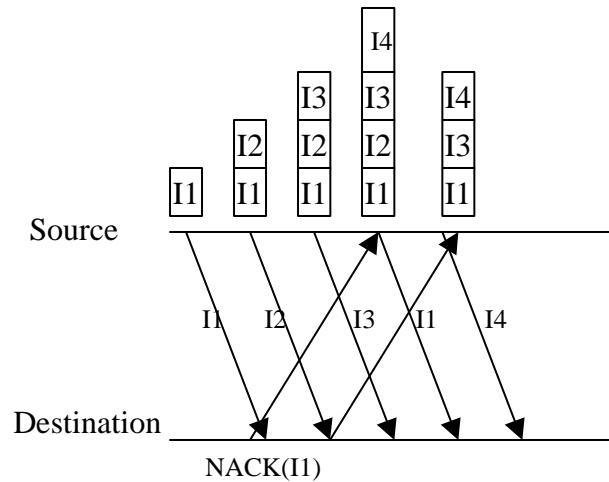 I4
I3 I3 I4
I2 I2 I2 I3
I1 I1 I1 I1 I1
Source
I1 I2 I3 I1 I4
Destination
NACK(I1)